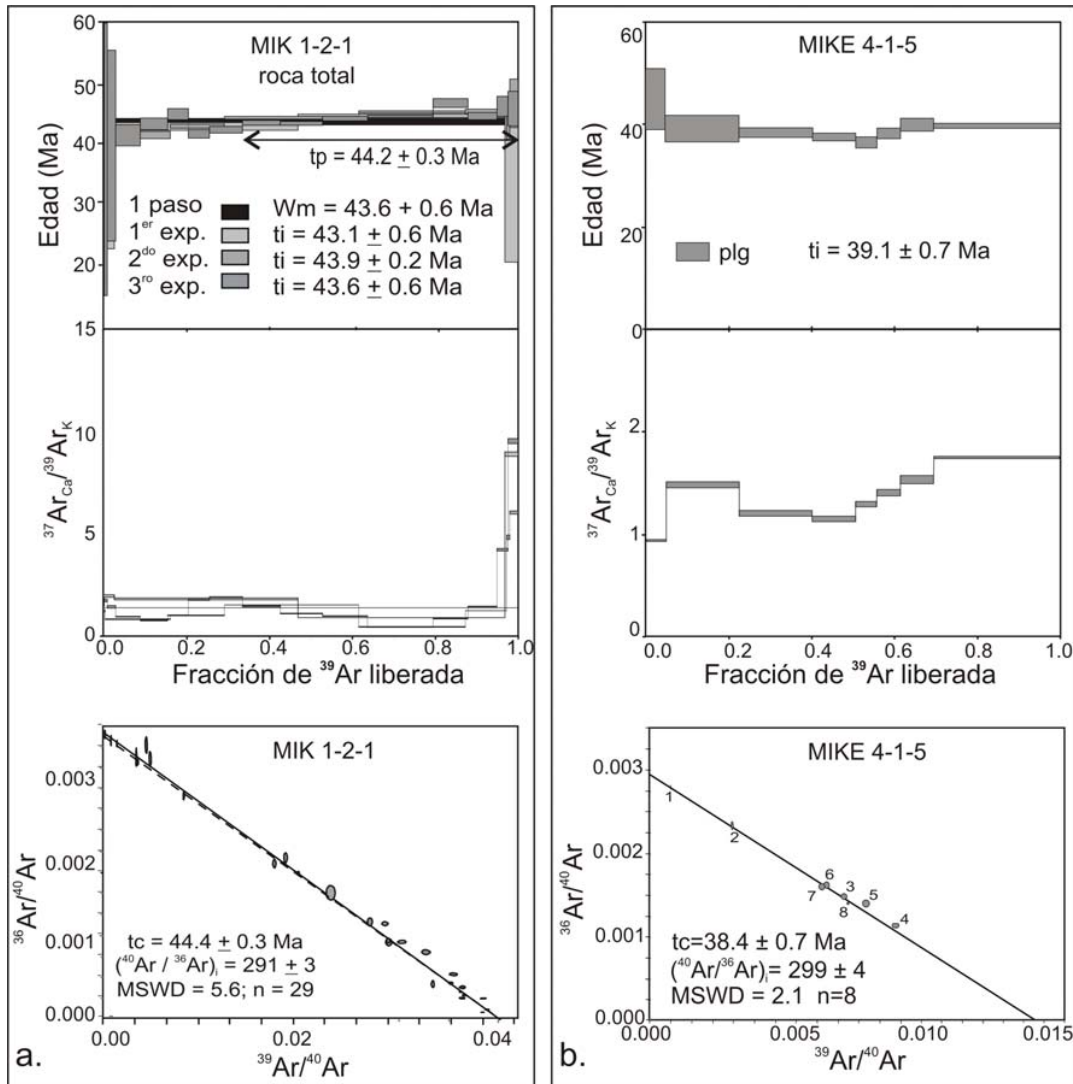 MIK 1-2-1
roca total
60
50
40
30
20
Edad (Ma)
tp = 44.2 ± 0.3 Ma
1 paso Wm = 43.6 + 0.6 Ma
1er exp. ti = 43.1 ± 0.6 Ma
2do exp. ti = 43.9 ± 0.2 Ma
3ro exp. ti = 43.6 ± 0.6 Ma
15
10
5
0
37ArCa/39ArK
0.0 0.2 0.4 0.6 0.8 1.0
Fracción de 39Ar liberada
MIK 1-2-1
0.003
0.002
0.001
0.000
36Ar/40Ar
tc = 44.4 ± 0.3 Ma
(40Ar / 36Ar)i = 291 ± 3
MSWD = 5.6; n = 29
0.00 0.02 0.04
39Ar/40Ar
a.
MIKE 4-1-5
60
40
20
0
Edad (Ma)
plg ti = 39.1 ± 0.7 Ma
2
1
0
37ArCa/39ArK
0.0 0.2 0.4 0.6 0.8 1.0
Fracción de 39Ar liberada
MIKE 4-1-5
0.003
0.002
0.001
0.000
36Ar/40Ar
1
2
6
7
3
8
5
4
tc=38.4 ± 0.7 Ma
(40Ar/36Ar)i= 299 ± 4
MSWD = 2.1 n=8
0.000 0.005 0.010 0.015
39Ar/40Ar
b.